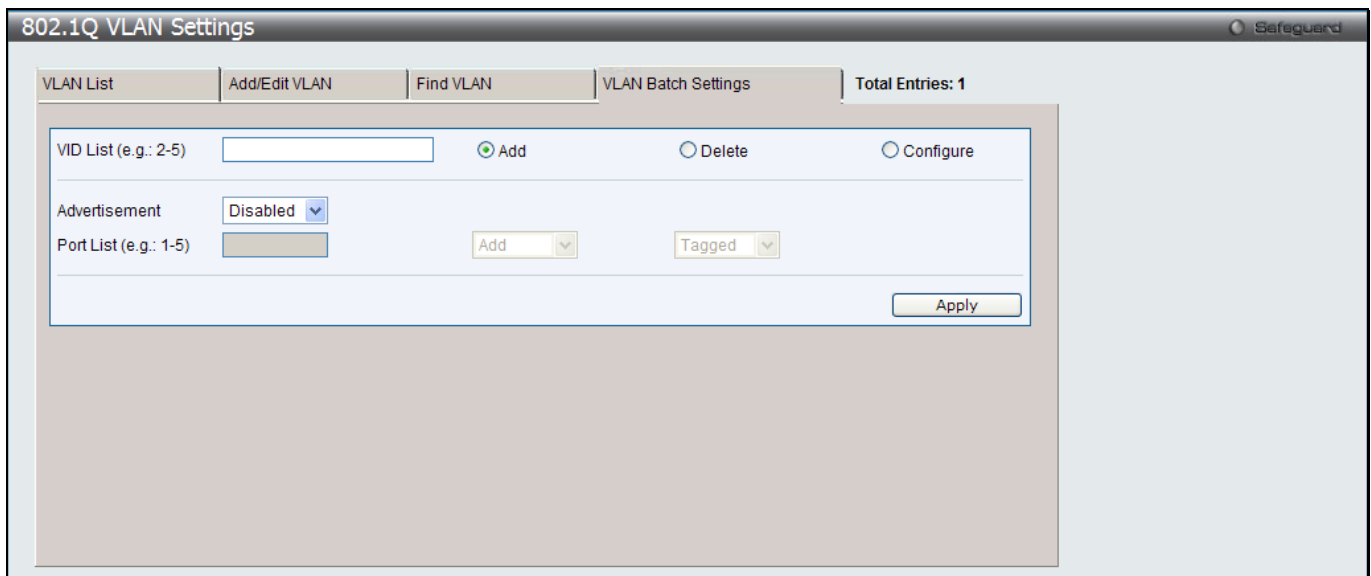 802.1Q VLAN Settings
Safeguard
VLAN List
Add/Edit VLAN
Find VLAN
VLAN Batch Settings
Total Entries: 1
VID List (e.g.: 2-5)
Add
Delete
Configure
Advertisement
Disabled
Port List (e.g.: 1-5)
Add
Tagged
Apply